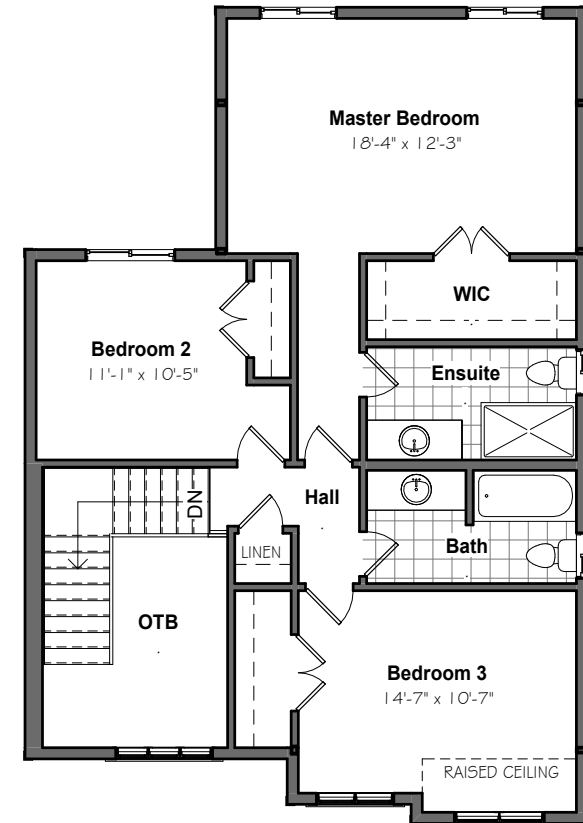 Master Bedroom
18'-4" x 12'-3"
WIC
Bedroom 2
11'-1" x 10'-5"
Ensuite
DN
Hall
LINEN
Bath
OTB
Bedroom 3
14'-7" x 10'-7"
RAISED CEILING